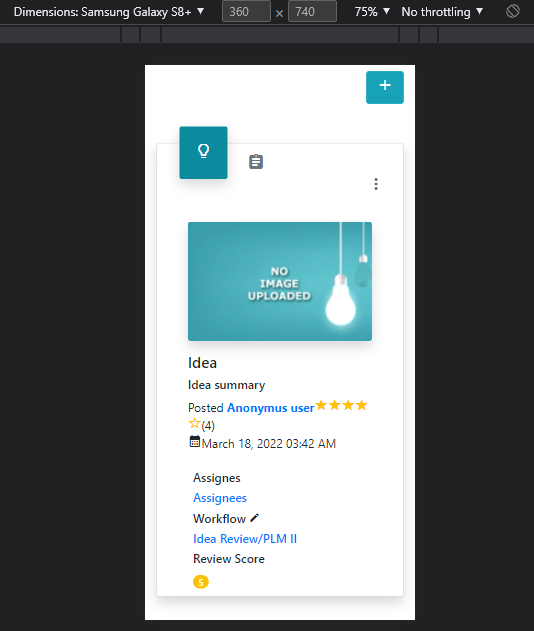 Dimensions: Samsung Galaxy S8+ ▼ 360 × 740 75% ▼ No throttling ▼
+
NO
IMAGE
UPLOADED
Idea
Idea summary
Posted Anonymus user
(4)
March 18, 2022 03:42 AM
Assignes
Assignees
Workflow
Idea Review/PLM II
Review Score
5